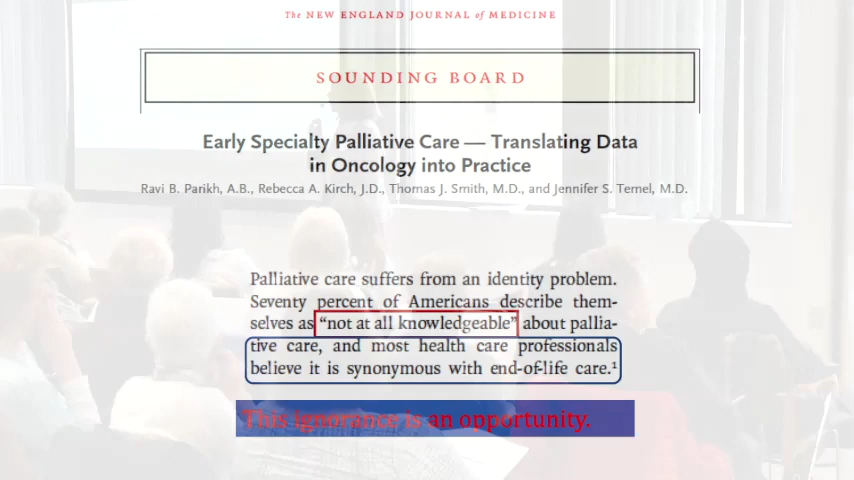 The NEW ENGLAND JOURNAL of MEDICINE
SOUNDING BOARD
Early Specialty Palliative Care — Translating Data
in Oncology into Practice
Ravi B. Parikh, A.B., Rebecca A. Kirch, J.D., Thomas J. Smith, M.D., and Jennifer S. Temel, M.D.
Palliative care suffers from an identity problem.
Seventy percent of Americans describe them-
selves as “not at all knowledgeable” about pallia-
tive care, and most health care professionals
believe it is synonymous with end-of-life care.1
This ignorance is an opportunity.